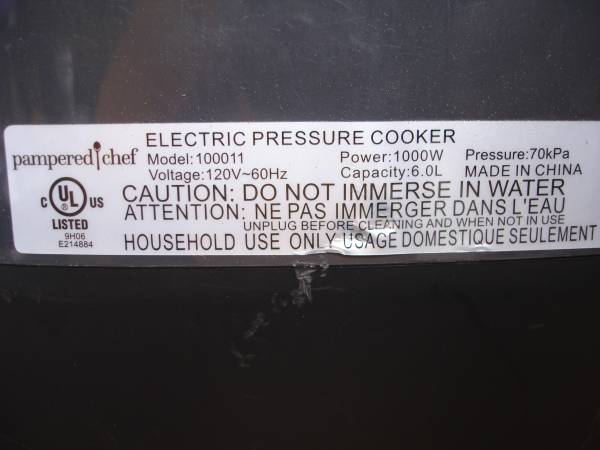 ELECTRIC PRESSURE COOKER
pampered chef
Model:100011 Power:1000W Pressure:70kPa
Voltage:120V~60Hz Capacity:6.0L MADE IN CHINA
C UL US
LISTED
9H06
E214884
CAUTION: DO NOT IMMERSE IN WATER
ATTENTION: NE PAS IMMERGER DANS L'EAU
UNPLUG BEFORE CLEANING AND WHEN NOT IN USE
HOUSEHOLD USE ONLY USAGE DOMESTIQUE SEULEMENT